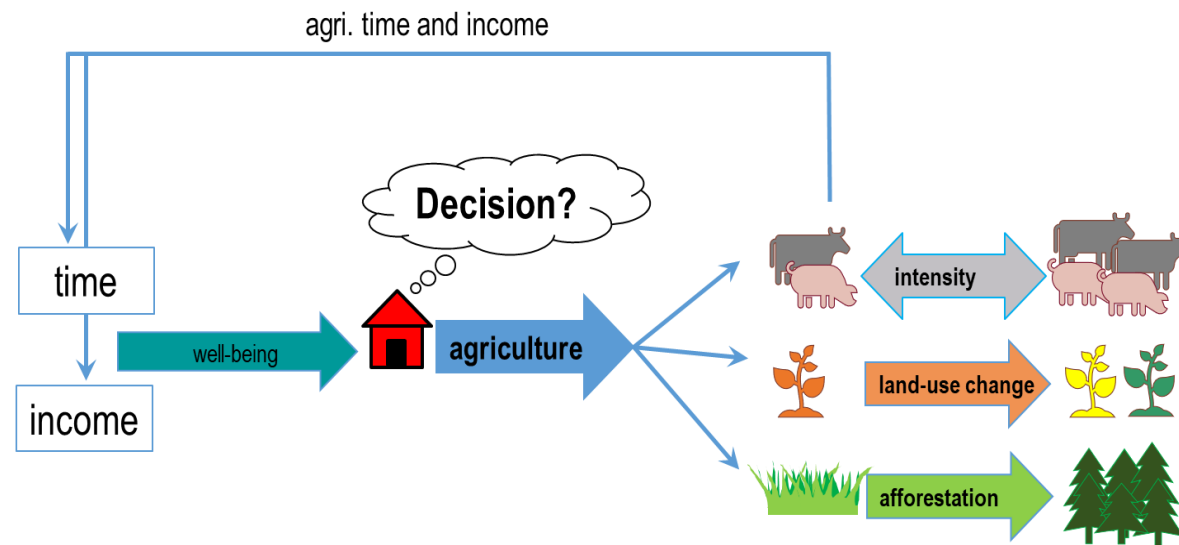 agri. time and income
Decision?
time
intensity
well-being
agriculture
land-use change
income
afforestation